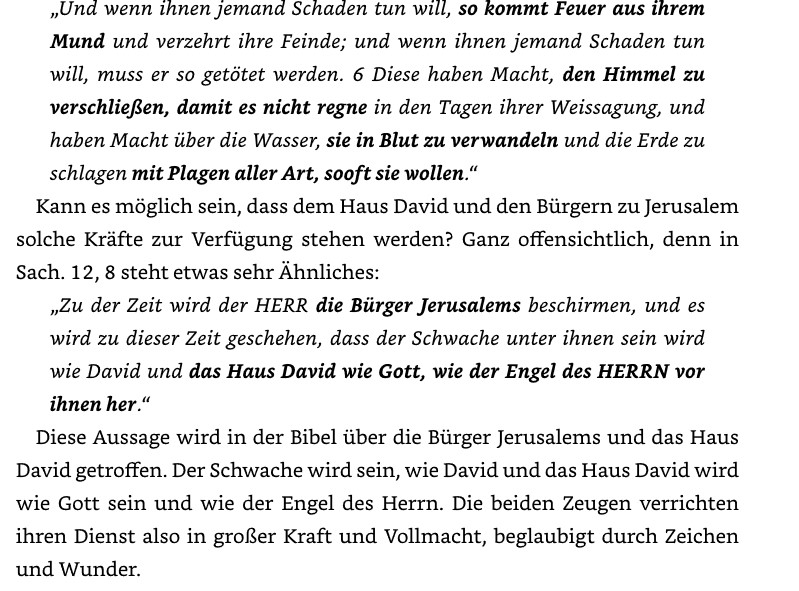 „Und wenn ihnen jemand Schaden tun will, so kommt Feuer aus ihrem
Mund und verzehrt ihre Feinde; und wenn ihnen jemand Schaden tun
will, muss er so getötet werden. 6 Diese haben Macht, den Himmel zu
verschließen, damit es nicht regne in den Tagen ihrer Weissagung, und
haben Macht über die Wasser, sie in Blut zu verwandeln und die Erde zu
schlagen mit Plagen aller Art, sooft sie wollen.“
Kann es möglich sein, dass dem Haus David und den Bürgern zu Jerusalem
solche Kräfte zur Verfügung stehen werden? Ganz offensichtlich, denn in
Sach. 12, 8 steht etwas sehr Ähnliches:
„Zu der Zeit wird der HERR die Bürger Jerusalems beschirmen, und es
wird zu dieser Zeit geschehen, dass der Schwache unter ihnen sein wird
wie David und das Haus David wie Gott, wie der Engel des HERRN vor
ihnen her.“
Diese Aussage wird in der Bibel über die Bürger Jerusalems und das Haus
David getroffen. Der Schwache wird sein, wie David und das Haus David wird
wie Gott sein und wie der Engel des Herrn. Die beiden Zeugen verrichten
ihren Dienst also in großer Kraft und Vollmacht, beglaubigt durch Zeichen
und Wunder.